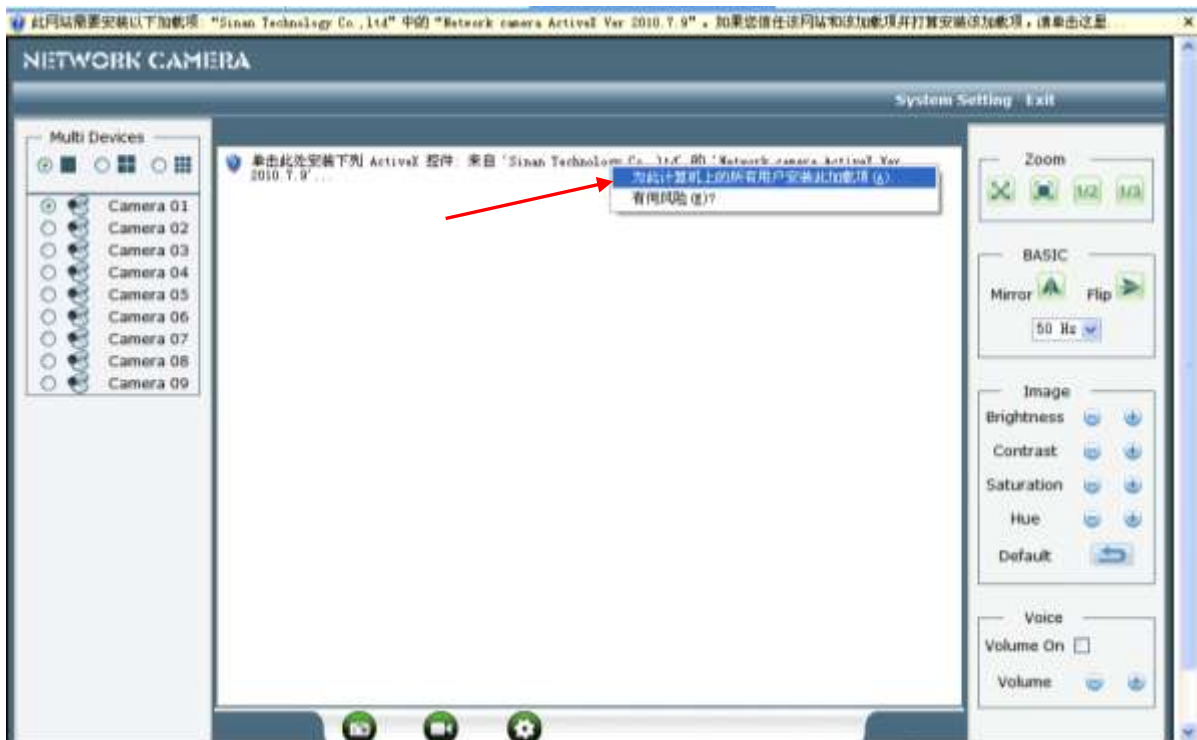 此网站需要安装以下加载项: "Sinan Technology Co.,ltd" 中的 "Network camera ActiveX Ver 2010.7.9"。如果您信任该网站和该加载项并打算安装该加载项,请单击这里...
NETWORK CAMERA
System Setting Exit
Multi Devices
Camera 01
Camera 02
Camera 03
Camera 04
Camera 05
Camera 06
Camera 07
Camera 08
Camera 09
单击此处安装下列 ActiveX 控件: 来自 'Sinan Technology Co.,ltd' 的 'Network camera ActiveX Ver
2010.7.9'...
为此计算机上的所有用户安装此加载项(A)
有何风险(W)?
Zoom
1/2 1/3
BASIC
Mirror Flip
50 Hz
Image
Brightness
Contrast
Saturation
Hue
Default
Voice
Volume On
Volume